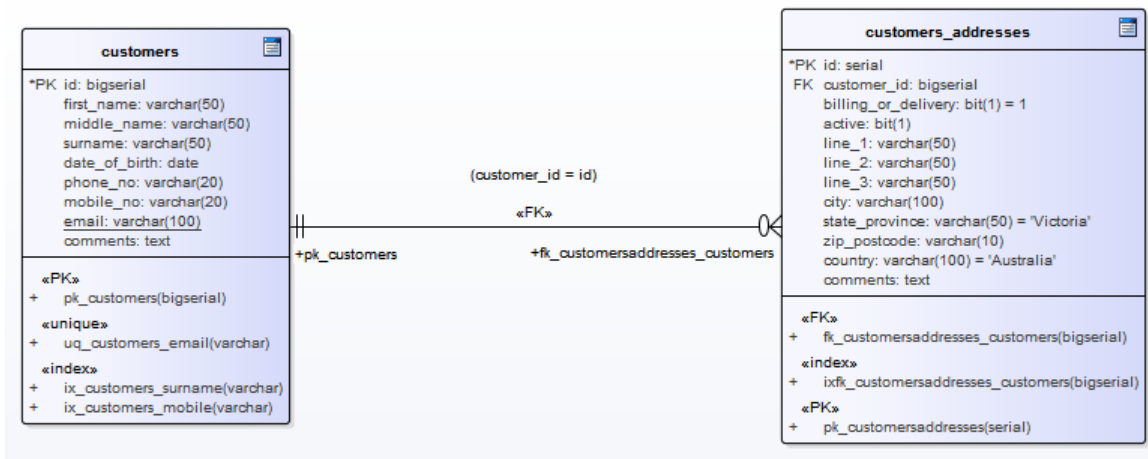 customers
*PK id: bigserial
first_name: varchar(50)
middle_name: varchar(50)
surname: varchar(50)
date_of_birth: date
phone_no: varchar(20)
mobile_no: varchar(20)
email: varchar(100)
comments: text
«PK»
+ pk_customers(bigserial)
«unique»
+ uq_customers_email(varchar)
«index»
+ ix_customers_surname(varchar)
+ ix_customers_mobile(varchar)
(customer_id = id)
«FK»
+pk_customers
+fk_customersaddresses_customers
customers_addresses
*PK id: serial
FK customer_id: bigserial
billing_or_delivery: bit(1) = 1
active: bit(1)
line_1: varchar(50)
line_2: varchar(50)
line_3: varchar(50)
city: varchar(100)
state_province: varchar(50) = 'Victoria'
zip_postcode: varchar(10)
country: varchar(100) = 'Australia'
comments: text
«FK»
+ fk_customersaddresses_customers(bigserial)
«index»
+ ixfk_customersaddresses_customers(bigserial)
«PK»
+ pk_customersaddresses(serial)